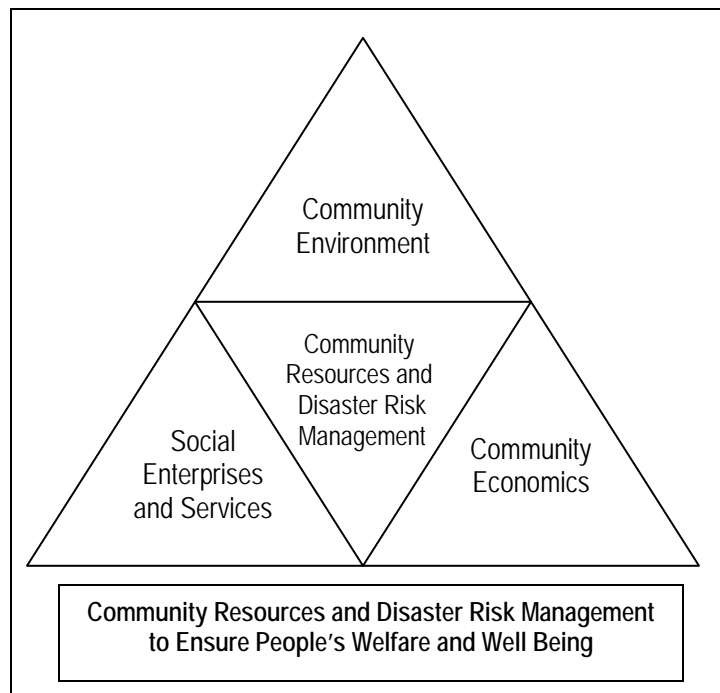 Community
Environment
Community
Resources and
Disaster Risk
Management
Social
Enterprises
and Services
Community
Economics
Community Resources and Disaster Risk Management
to Ensure People's Welfare and Well Being